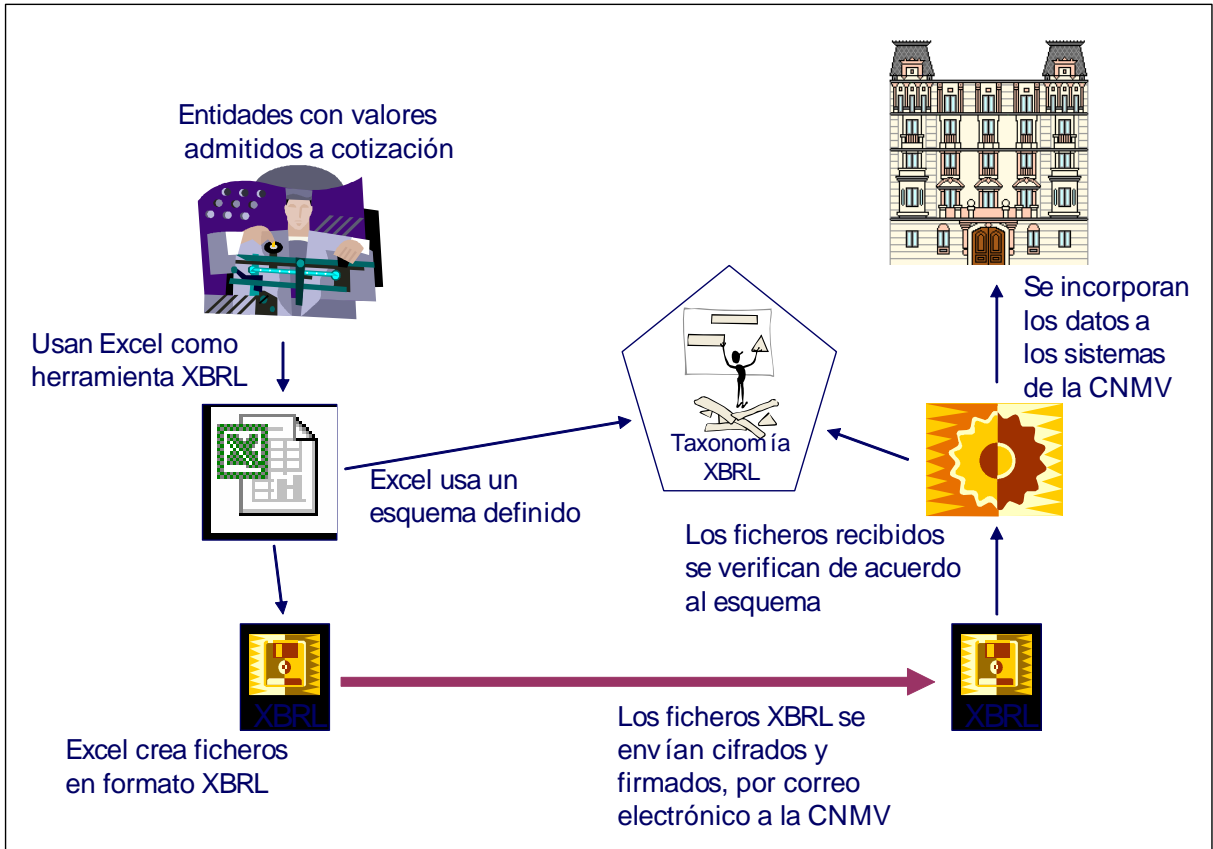 Entidades con valores
admitidos a cotización
Usan Excel como
herramienta XBRL
Excel usa un
esquema definido
Taxonomía
XBRL
Se incorporan
los datos a
los sistemas
de la CNMV
Los ficheros recibidos
se verifican de acuerdo
al esquema
XBRL
XBRL
Excel crea ficheros
en formato XBRL
Los ficheros XBRL se
envían cifrados y
firmados, por correo
electrónico a la CNMV